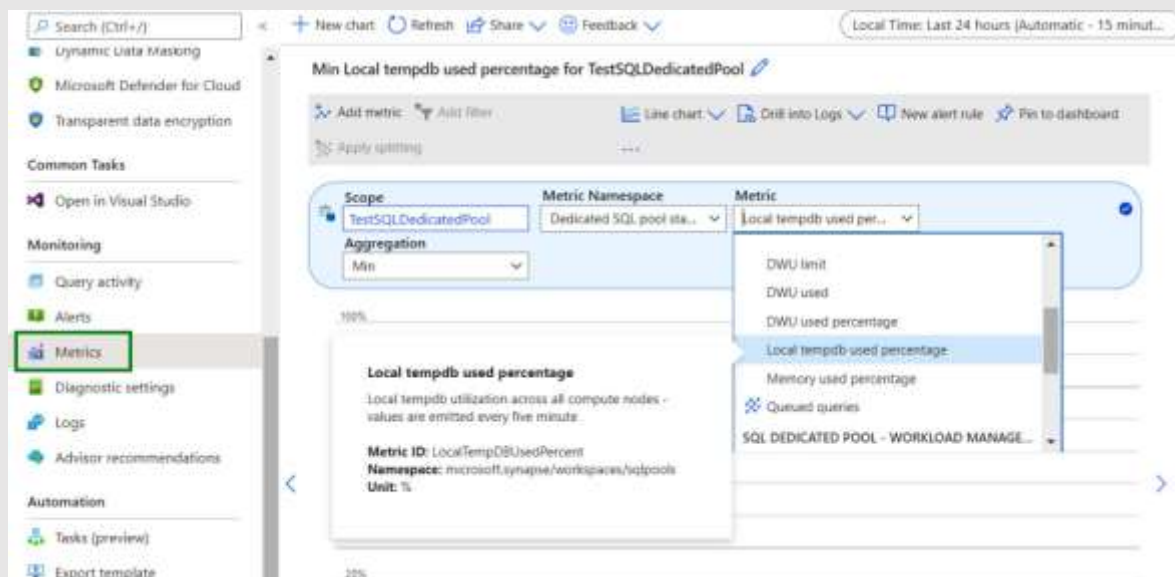 Search (Ctrl+/)
Dynamic Data Masking
Microsoft Defender for Cloud
Transparent data encryption
Common Tasks
Open in Visual Studio
Monitoring
Query activity
Alerts
Metrics
Diagnostic settings
Logs
Advisor recommendations
Automation
Tasks (preview)
Export template
New chart Refresh Share Feedback
Local Time: Last 24 hours (Automatic - 15 minut...
Min Local tempdb used percentage for TestSQLDedicatedPool
Add metric Add filter Line chart Drill into Logs New alert rule Pin to dashboard
Apply splitting ...
Scope Metric Namespace Metric
TestSQLDedicatedPool Dedicated SQL pool sta... Local tempdb used per...
Aggregation
Min
DWU limit
DWU used
DWU used percentage
Local tempdb used percentage
Memory used percentage
Queued queries
SQL DEDICATED POOL - WORKLOAD MANAGE...
100%
Local tempdb used percentage
Local tempdb utilization across all compute nodes -
values are emitted every five minute
Metric ID: LocalTempDBUsedPercent
Namespace: microsoft.synapse/workspaces/sqlpools
Unit: %
20%